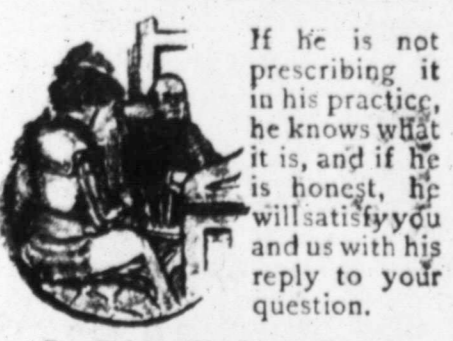 If he is not
prescribing it
in his practice,
he knows what
it is, and if he
is honest, he
will satisfy you
and us with his
reply to your
question.